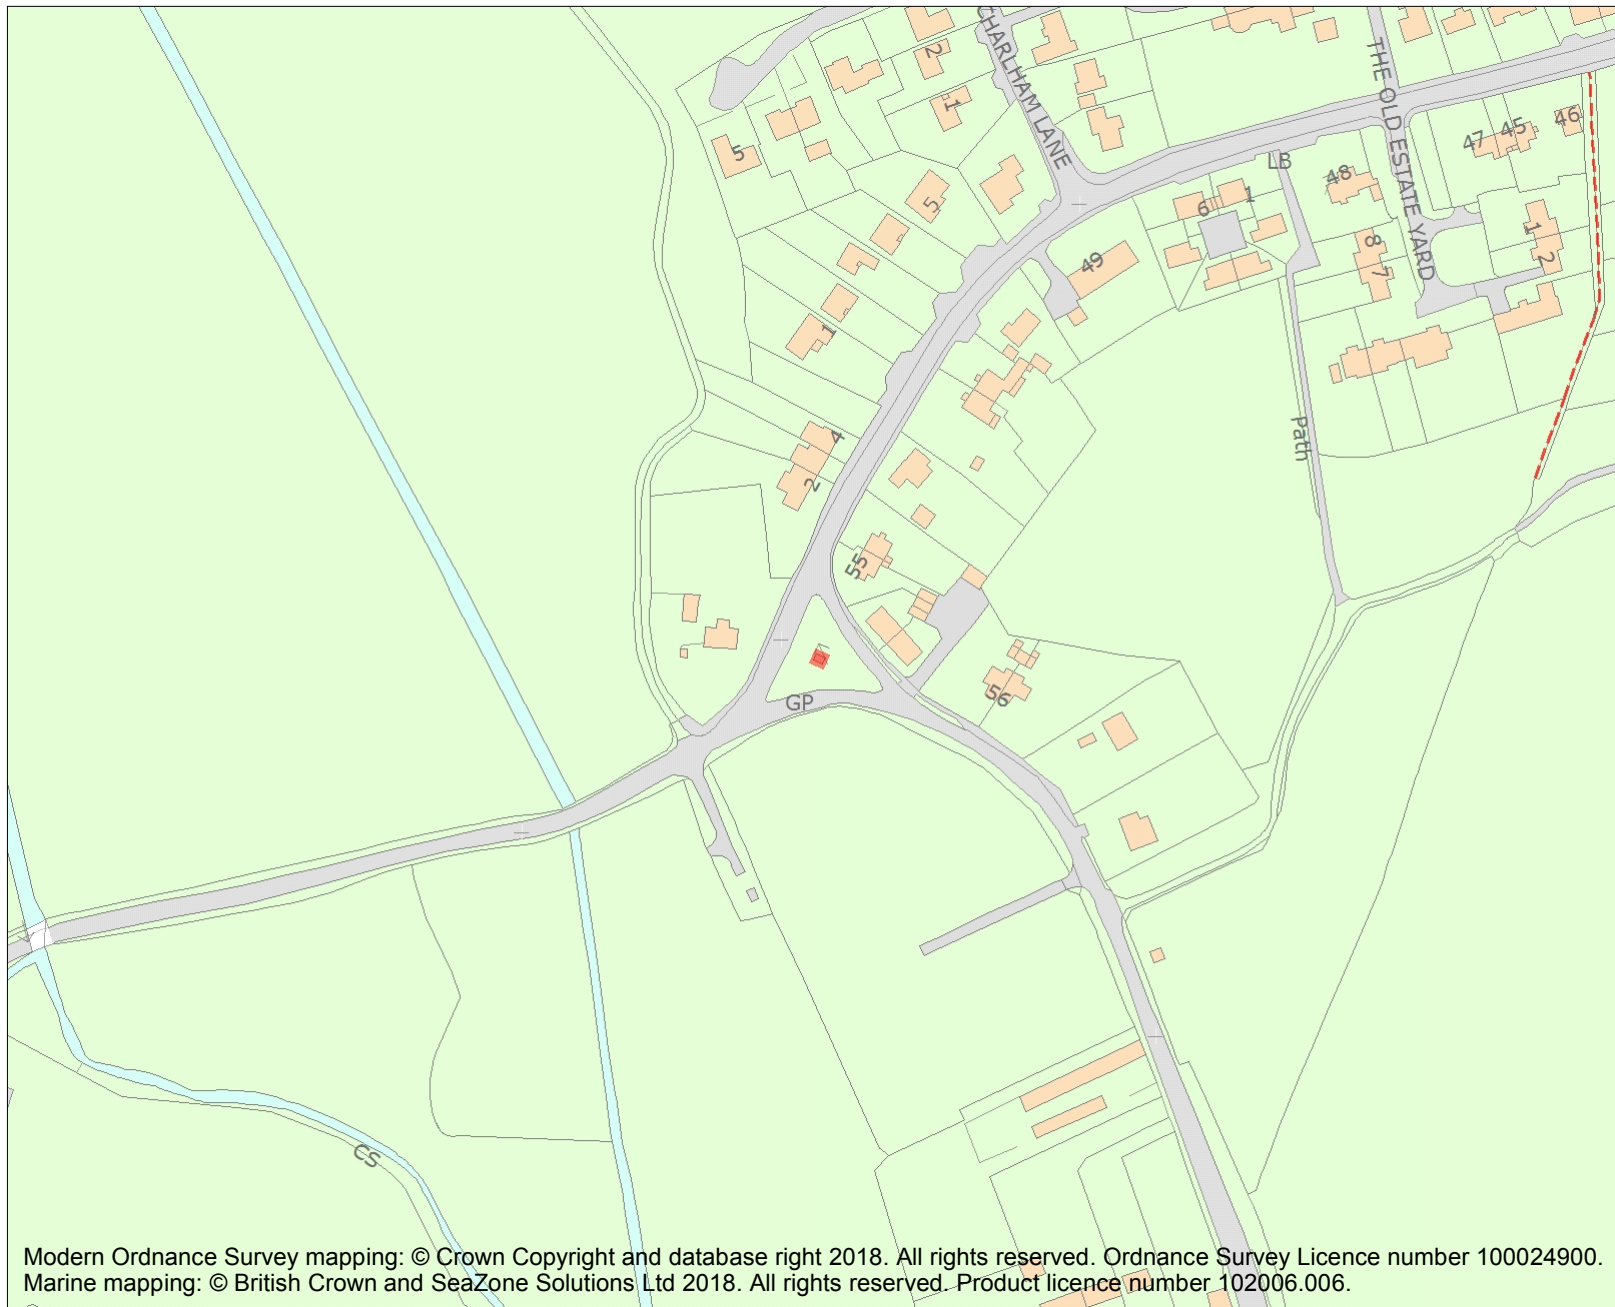 CHARLHAM LANE
THE OLD ESTATE YARD
2
1
5
5
LB
48
47
45
46
6
1
49
8
7
1
2
1
Path
4
2
55
56
GP
CS
Modern Ordnance Survey mapping: © Crown Copyright and database right 2018. All rights reserved. Ordnance Survey Licence number 100024900.
Marine mapping: © British Crown and SeaZone Solutions Ltd 2018. All rights reserved. Product licence number 102006.006.